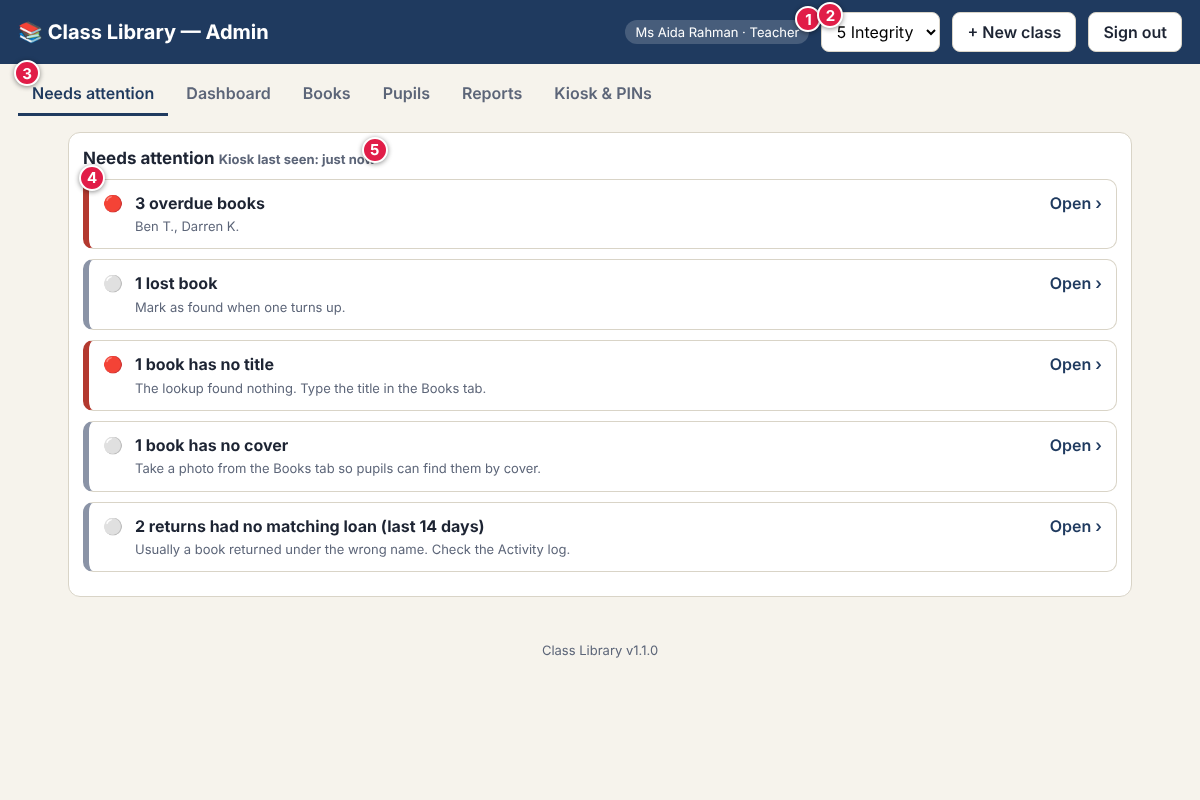 📚 Class Library — Admin
Ms Aida Rahman · Teacher
1
2
5 Integrity
+ New class
Sign out
3
Needs attention
Dashboard
Books
Pupils
Reports
Kiosk & PINs
Needs attention Kiosk last seen: just now
5
4
3 overdue books
Open ›
Ben T., Darren K.
1 lost book
Open ›
Mark as found when one turns up.
1 book has no title
Open ›
The lookup found nothing. Type the title in the Books tab.
1 book has no cover
Open ›
Take a photo from the Books tab so pupils can find them by cover.
2 returns had no matching loan (last 14 days)
Open ›
Usually a book returned under the wrong name. Check the Activity log.
Class Library v1.1.0